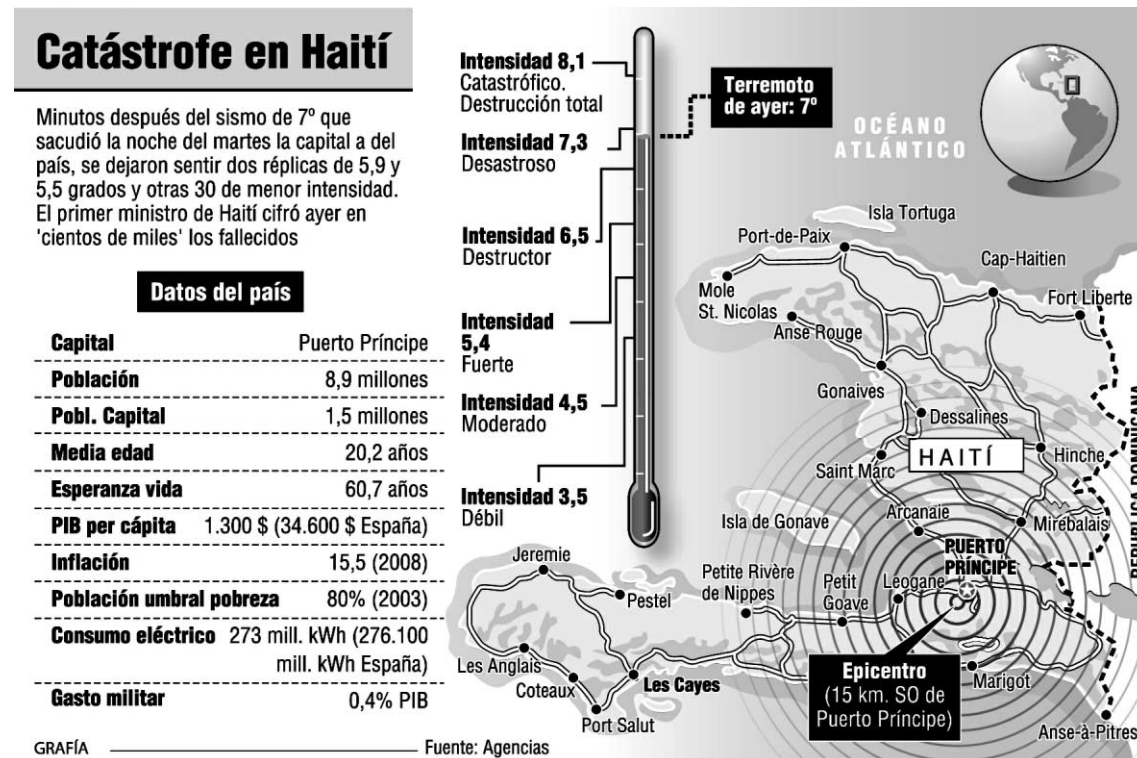 Catástrofe en Haití
Minutos después del sismo de 7º que
sacudió la noche del martes la capital a del
país, se dejaron sentir dos réplicas de 5,9 y
5,5 grados y otras 30 de menor intensidad.
El primer ministro de Haití cifró ayer en
'cientos de miles' los fallecidos
Datos del país
Capital Puerto Príncipe
Población 8,9 millones
Pobl. Capital 1,5 millones
Media edad 20,2 años
Esperanza vida 60,7 años
PIB per cápita 1.300 $ (34.600 $ España)
Inflación 15,5 (2008)
Población umbral pobreza 80% (2003)
Consumo eléctrico 273 mill. kWh (276.100
mill. kWh España)
Gasto militar 0,4% PIB
GRAFÍA
Fuente: Agencias
Intensidad 8,1
Catastrófico.
Destrucción total
Intensidad 7,3
Desastroso
Intensidad 6,5
Destructor
Intensidad
5,4
Fuerte
Intensidad 4,5
Moderado
Intensidad 3,5
Débil
Terremoto
de ayer: 7º
OCÉANO
ATLÁNTICO
Isla Tortuga
Port-de-Paix
Cap-Haitien
Mole
St. Nicolas
Fort Liberte
Anse Rouge
Gonaives
Dessalines
HAITÍ
Hinche
Saint Marc
REPUBLICA DOMINICANA
Isla de Gonave
Arcanaie
Mirébalais
PUERTO
PRÍNCIPE
Jeremie
Pestel
Petite Rivère
de Nippes
Petit
Goave
Léogane
Les Anglais
Coteaux
Les Cayes
Port Salut
Epicentro
(15 km. SO de
Puerto Príncipe)
Marigot
Anse-à-Pitres